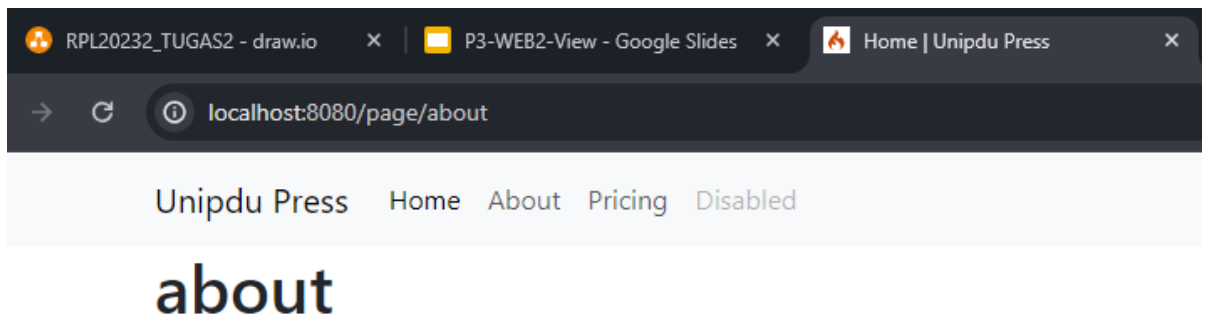 RPL20232_TUGAS2 - draw.io
P3-WEB2-View - Google Slides
Home | Unipdu Press
localhost:8080/page/about
Unipdu Press Home About Pricing Disabled
about